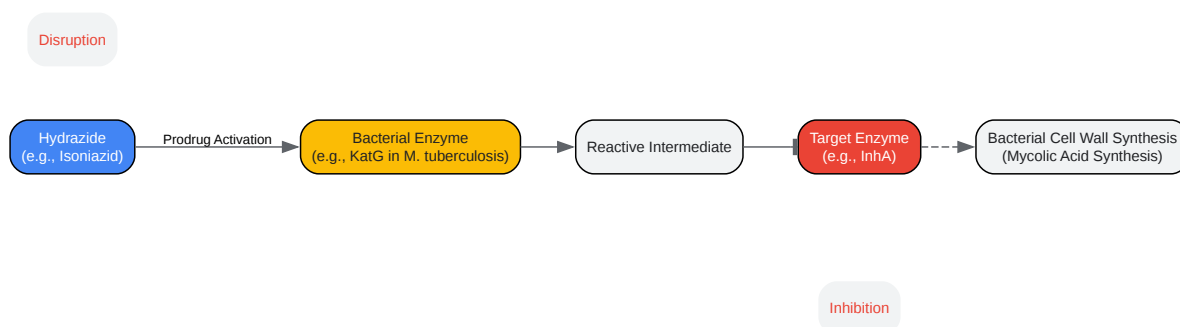 Disruption
Hydrazide
(e.g., Isoniazid)
Prodrug Activation
Bacterial Enzyme
(e.g., KatG in M. tuberculosis)
Reactive Intermediate
Target Enzyme
(e.g., InhA)
Bacterial Cell Wall Synthesis
(Mycolic Acid Synthesis)
Inhibition